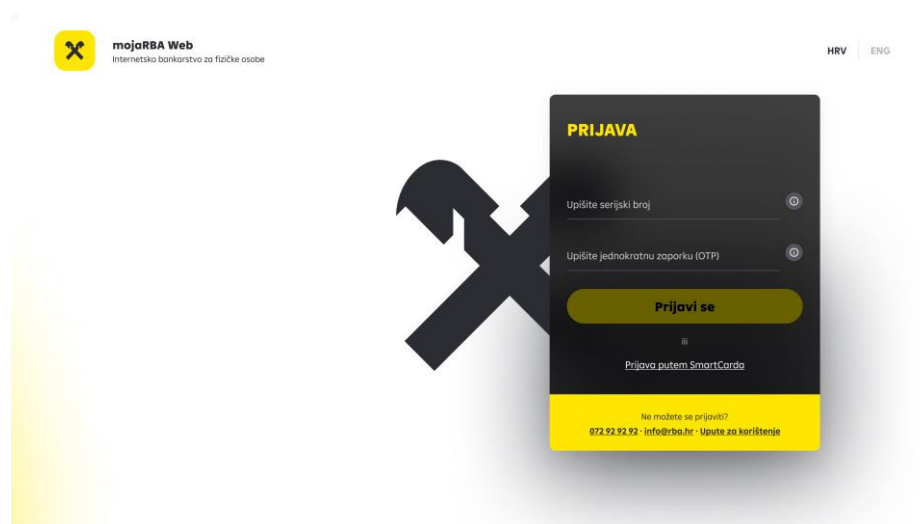 mojaRBA Web
Internetsko bankarstvo za fizičke osobe
HRV ENG
PRIJAVA
Upišite serijski broj
Upišite jednokratnu zaporku (OTP)
Prijavi se
ili
Prijava putem SmartCarda
Ne možete se prijaviti?
072 92 92 92 · info@rba.hr · Upute za korištenje